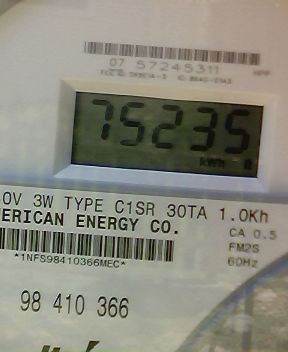 07 57245311
HPP
75235
kWh
0V 3W TYPE C1SR 30TA 1.0Kh
ERICAN ENERGY CO.
CA 0.5
FM2S
60Hz
*1NFS98410366MEC*
98 410 366